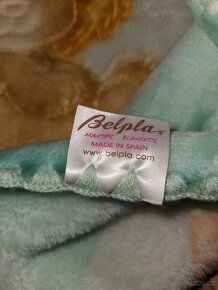 Belpla.
MANTAS BLANKETS
MADE IN SPAIN
www.belpla.com